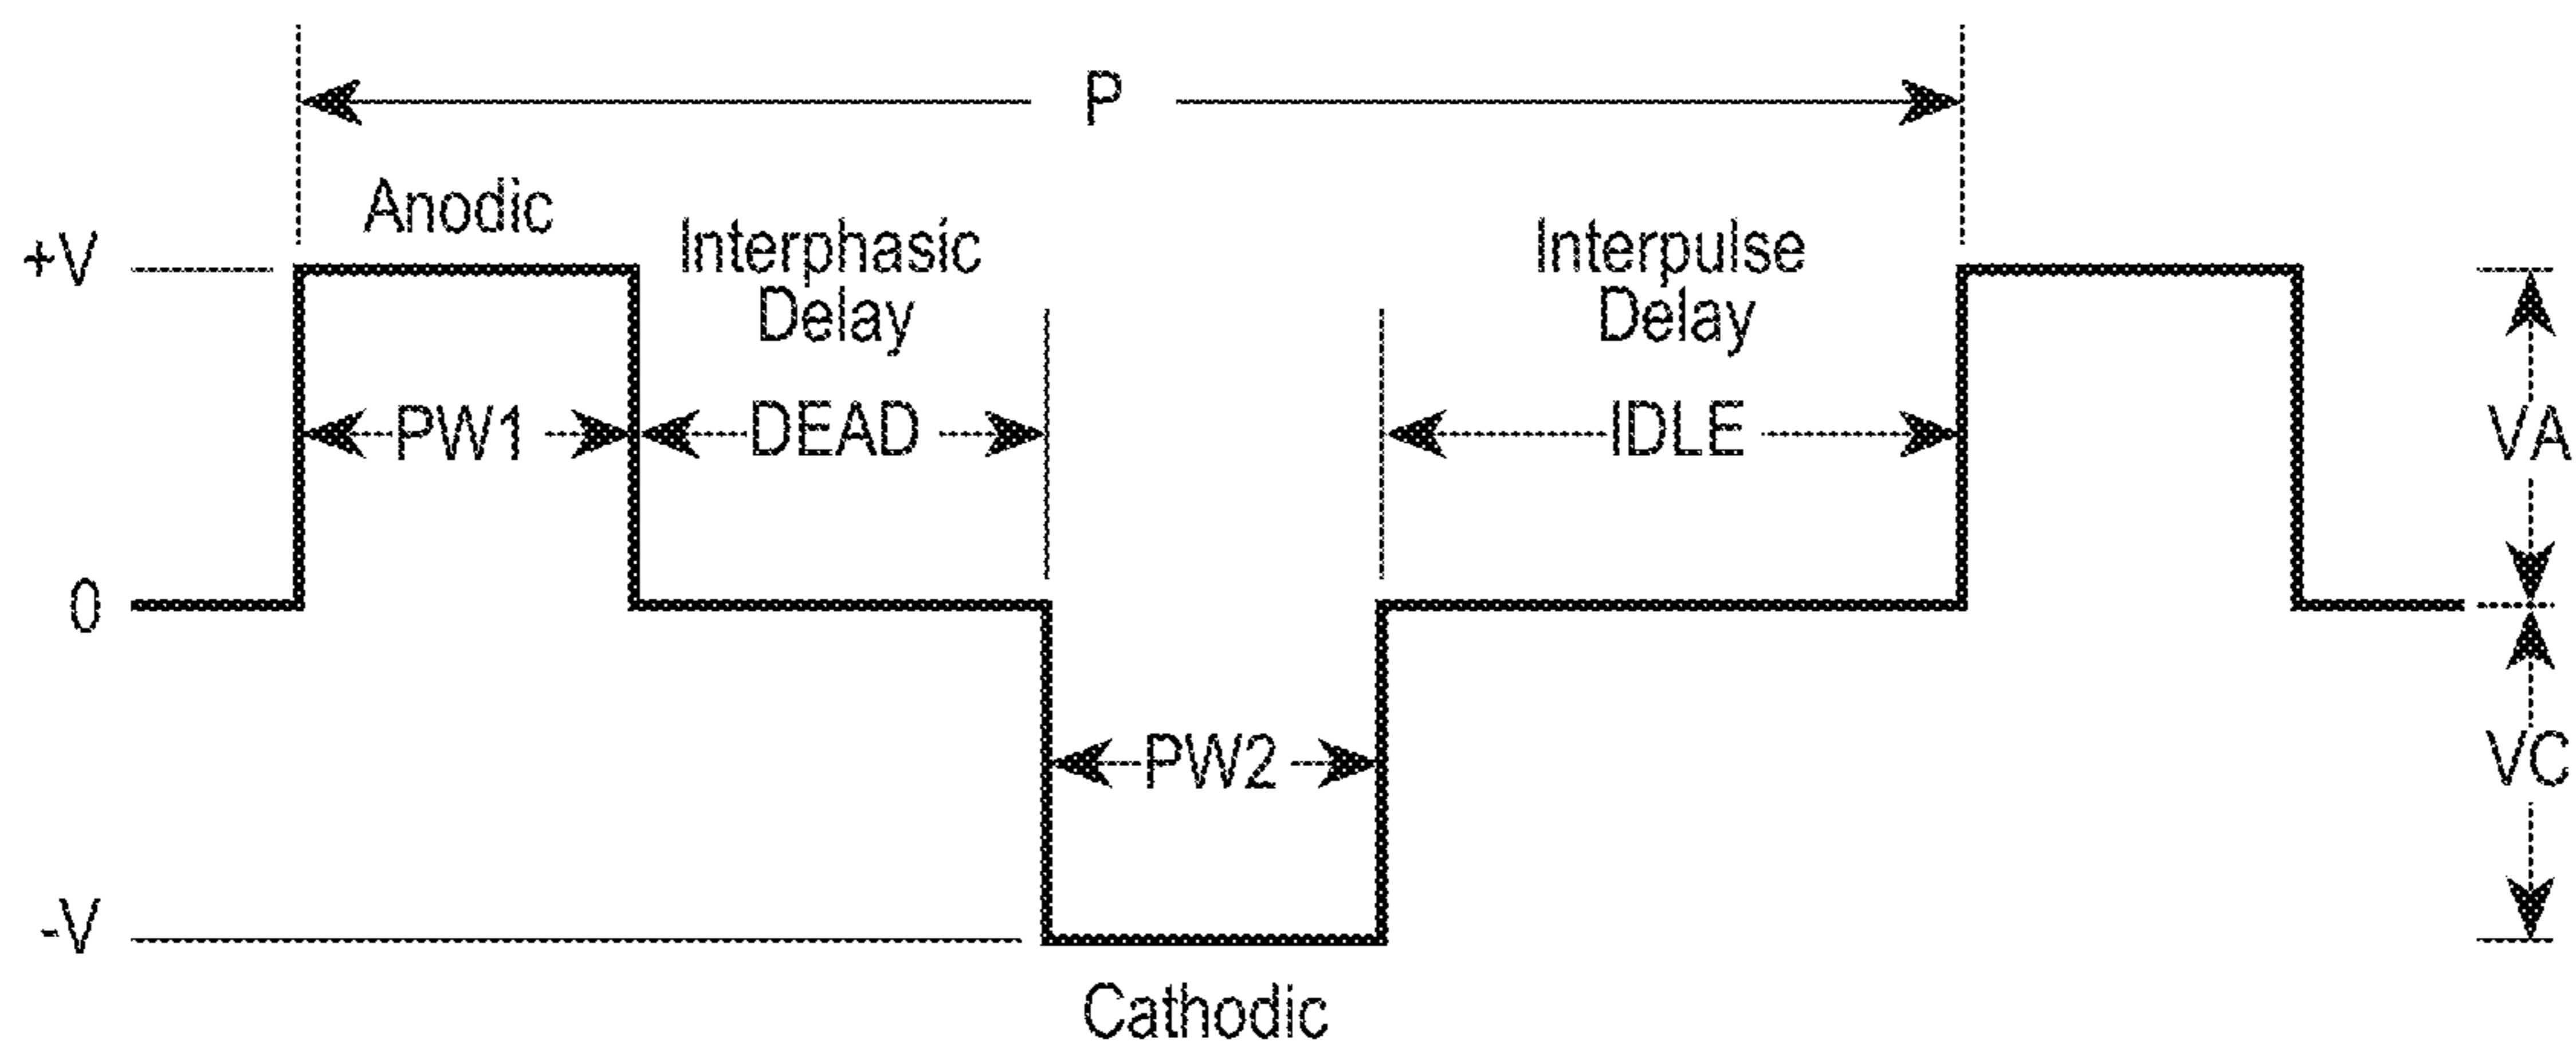 P
Anodic
+V
Interphasic
Delay
Interpulse
Delay
PW1
DEAD
IDLE
VA
0
PW2
VC
-V
Cathodic